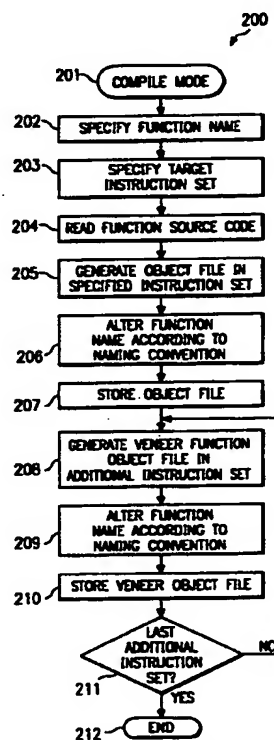 200
201
COMPILE MODE
202
SPECIFY FUNCTION NAME
203
SPECIFY TARGET
INSTRUCTION SET
204
READ FUNCTION SOURCE CODE
205
GENERATE OBJECT FILE IN
SPECIFIED INSTRUCTION SET
206
ALTER FUNCTION
NAME ACCORDING TO
NAMING CONVENTION
207
STORE OBJECT FILE
208
GENERATE VENEER FUNCTION
OBJECT FILE IN
ADDITIONAL INSTRUCTION SET
209
ALTER FUNCTION
NAME ACCORDING TO
NAMING CONVENTION
210
STORE VENEER OBJECT FILE
LAST
ADDITIONAL
INSTRUCTION
SET?
NO
211
YES
212
END